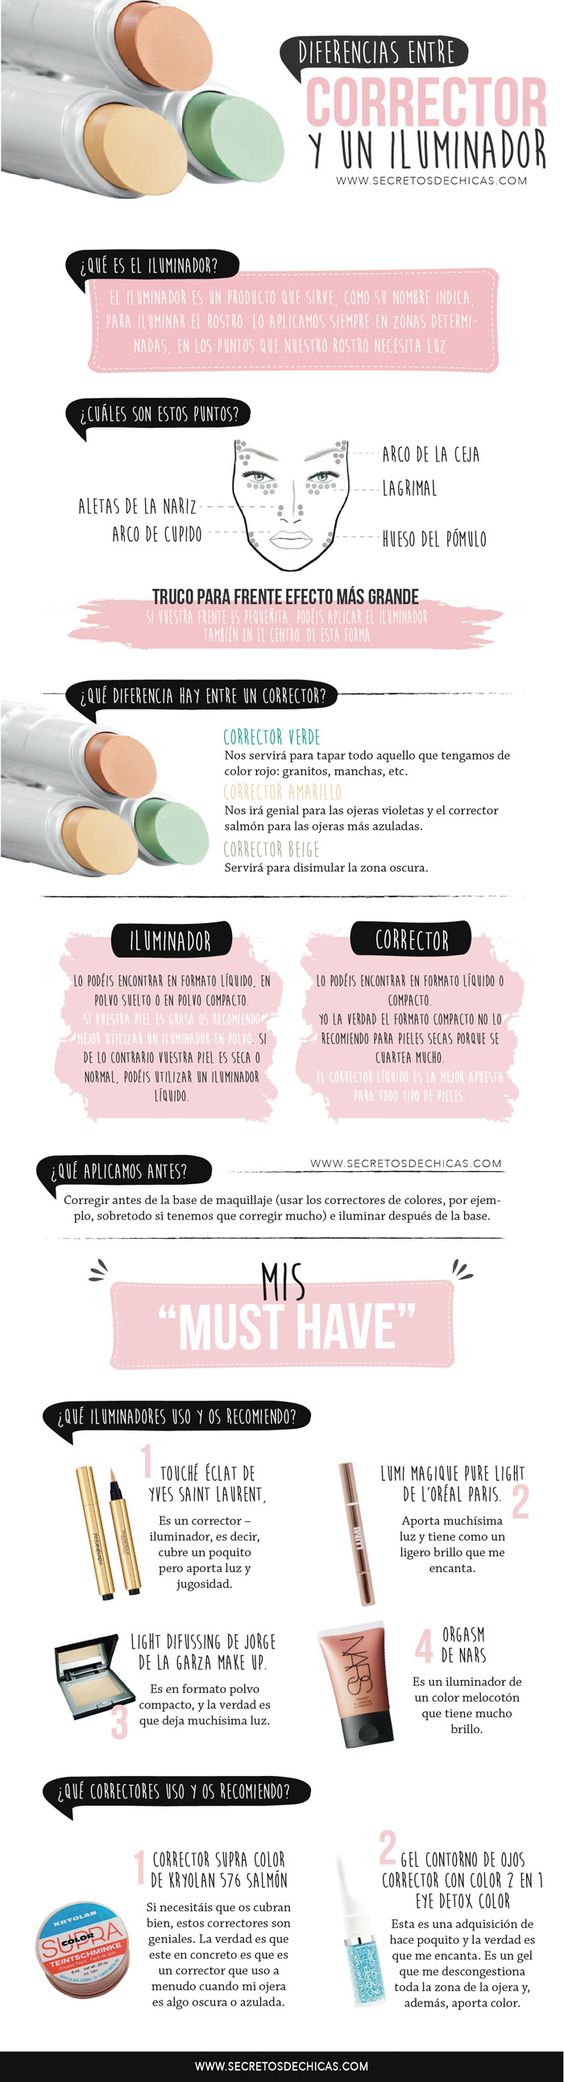 DIFERENCIAS ENTRE
CORRECTOR
Y UN ILUMINADOR
WWW.SECRETOSDECHICAS.COM
¿QUÉ ES EL ILUMINADOR?
EL ILUMINADOR ES UN PRODUCTO QUE SIRVE, COMO SU NOMBRE INDICA,
PARA ILUMINAR EL ROSTRO. LO APLICAMOS SIEMPRE EN ZONAS DETERMI-
NADAS, EN LOS PUNTOS QUE NUESTRO ROSTRO NECESITA LUZ.
¿CUÁLES SON ESTOS PUNTOS?
ARCO DE LA CEJA
LAGRIMAL
ALETAS DE LA NARIZ
ARCO DE CUPIDO
HUESO DEL PÓMULO
TRUCO PARA FRENTE EFECTO MÁS GRANDE
SI VUESTRA FRENTE ES PEQUEÑITA, PODÉIS APLICAR EL ILUMINADOR
TAMBIÉN EN EL CENTRO. DE ESTA FORMA
¿QUÉ DIFERENCIA HAY ENTRE UN CORRECTOR?
CORRECTOR VERDE
Nos servirá para tapar todo aquello que tengamos de
color rojo: granitos, manchas, etc.
CORRECTOR AMARILLO
Nos irá genial para las ojeras violetas y el corrector
salmón para las ojeras más azuladas.
CORRECTOR BEIGE
Servirá para disimular la zona oscura.
ILUMINADOR
LO PODÉIS ENCONTRAR EN FORMATO LÍQUIDO, EN
POLVO SUELTO O EN POLVO COMPACTO.
SI VUESTRA PIEL ES GRASA OS RECOMIENDO
MEJOR UTILIZAR UN ILUMINADOR EN POLVO. SI
DE LO CONTRARIO VUESTRA PIEL ES SECA O
NORMAL, PODÉIS UTILIZAR UN ILUMINADOR
LÍQUIDO.
CORRECTOR
LO PODÉIS ENCONTRAR EN FORMATO LÍQUIDO O
COMPACTO.
YO LA VERDAD EL FORMATO COMPACTO NO LO
RECOMIENDO PARA PIELES SECAS PORQUE SE
CUARTEA MUCHO.
EL CORRECTOR LÍQUIDO ES LA MEJOR APUESTA
PARA TODO TIPO DE PIELES.
¿QUÉ APLICAMOS ANTES?
WWW.SECRETOSDECHICAS.COM
Corregir antes de la base de maquillaje (usar los correctores de colores, por ejem-
plo, sobretodo si tenemos que corregir mucho) e iluminar después de la base.
MIS
"MUST HAVE"
¿QUÉ ILUMINADORES USO Y OS RECOMIENDO?
1
TOUCHÉ ÉCLAT DE
YVES SAINT LAURENT,
Es un corrector –
iluminador, es decir,
cubre un poquito
pero aporta luz y
jugosidad.
LUMI MAGIQUE PURE LIGHT
DE L'ORÉAL PARIS.
2
Aporta muchísima
luz y tiene como un
ligero brillo que me
encanta.
LUMI
LIGHT DIFUSSING DE JORGE
DE LA GARZA MAKE UP.
3
Es en formato polvo
compacto, y la verdad es
que deja muchísima luz.
NARS
4
ORGASM
DE NARS
Es un iluminador de
un color melocotón
que tiene mucho
brillo.
¿QUÉ CORRECTORES USO Y OS RECOMIENDO?
1
CORRECTOR SUPRA COLOR
DE KRYOLAN 576 SALMÓN
Si necesitáis que os cubran
bien, estos correctores son
geniales. La verdad es que
este en concreto es que es
un corrector que uso a
menudo cuando mi ojera
es algo oscura o azulada.
KRYOLAN
SUPRA
COLOR
TEINTSCHMINKE
2
GEL CONTORNO DE OJOS
CORRECTOR CON COLOR 2 EN 1
EYE DETOX COLOR
Esta es una adquisición de
hace poquito y la verdad es
que me encanta. Es un gel
que me descongestiona
toda la zona de la ojera y,
además, aporta color.
WWW.SECRETOSDECHICAS.COM